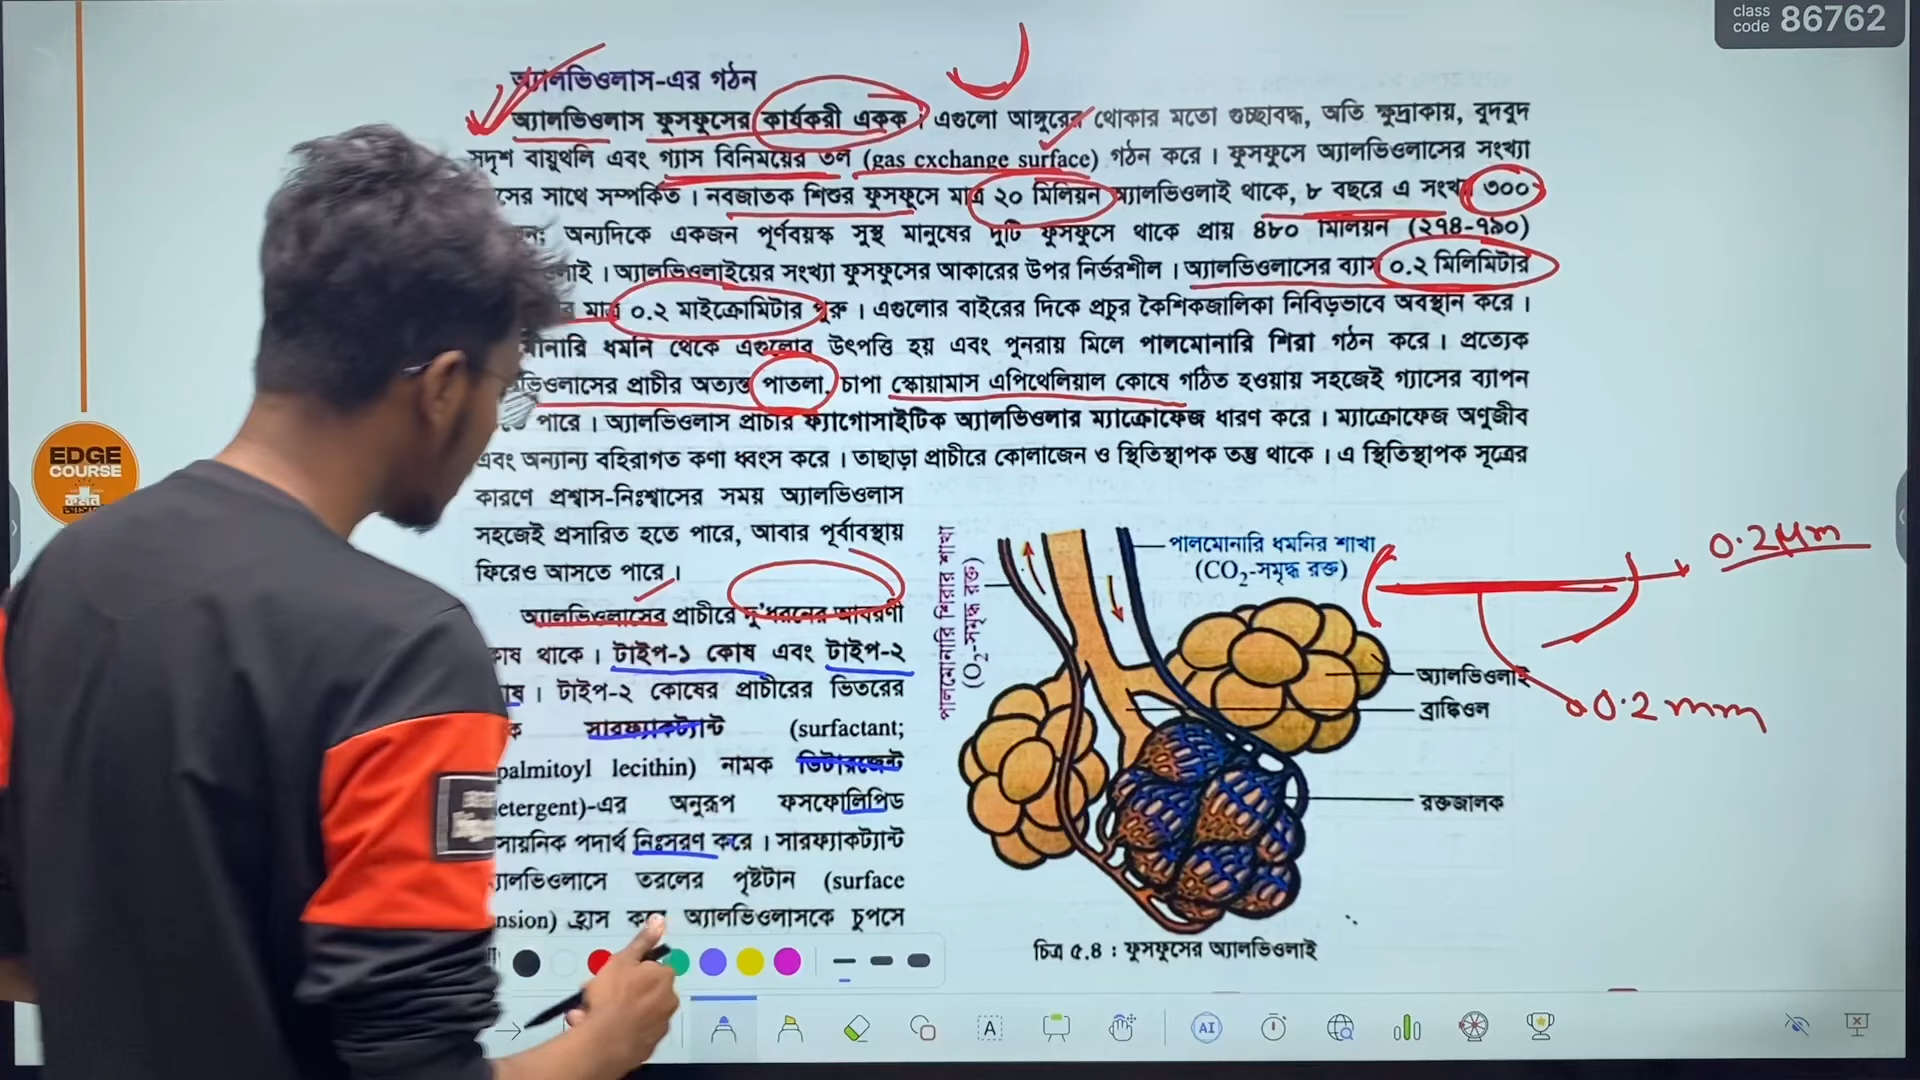 class code 86762
অ্যালভিওলাস-এর গঠন
অ্যালভিওলাস ফুসফুসের কার্যকরী একক। এগুলো আঙ্গুরের থোকার মতো গুচ্ছাবদ্ধ, অতি ক্ষুদ্রাকায়, বুদবুদ
সদৃশ বায়ুথলি এবং গ্যাস বিনিময়ের তল (gas exchange surface) গঠন করে। ফুসফুসে অ্যালভিওলাসের সংখ্যা
সাথে সম্পর্কিত। নবজাতক শিশুর ফুসফুসে মাত্র ২০ মিলিয়ন অ্যালভিওলাই থাকে, ৮ বছরে এ সংখ্যা ৩০০
অন্যদিকে একজন পূর্ণবয়স্ক সুস্থ মানুষের দুটি ফুসফুসে থাকে প্রায় ৪৮০ মিলিয়ন (২৭৪-৭৯০)
অ্যালভিওলাইয়ের সংখ্যা ফুসফুসের আকারের উপর নির্ভরশীল। অ্যালভিওলাসের ব্যাস ০.২ মিলিমিটার
মাত্র ০.২ মাইক্রোমিটার পুরু। এগুলোর বাইরের দিকে প্রচুর কৈশিকজালিকা নিবিড়ভাবে অবস্থান করে।
ধমনি থেকে এগুলোর উৎপত্তি হয় এবং পুনরায় মিলে পালমোনারি শিরা গঠন করে। প্রত্যেক
প্রাচীর অত্যন্ত পাতলা, চাপা স্কোয়ামাস এপিথেলিয়াল কোষে গঠিত হওয়ায় সহজেই গ্যাসের ব্যাপন
পারে। অ্যালভিওলাস প্রাচীর ফ্যাগোসাইটিক অ্যালভিওলার ম্যাক্রোফেজ ধারণ করে। ম্যাক্রোফেজ অণুজীব
এবং অন্যান্য বহিরাগত কণা ধ্বংস করে। তাছাড়া প্রাচীরে কোলাজেন ও স্থিতিস্থাপক তন্তু থাকে। এ স্থিতিস্থাপক সূত্রের
কারণে প্রশ্বাস-নিঃশ্বাসের সময় অ্যালভিওলাস
সহজেই প্রসারিত হতে পারে, আবার পূর্বাবস্থায়
ফিরেও আসতে পারে।
অ্যালভিওলাসের প্রাচীরে দু'ধরনের আবরণী
থাকে। টাইপ-১ কোষ এবং টাইপ-২
টাইপ-২ কোষের প্রাচীরের ভিতরের
সারফ্যাকট্যান্ট (surfactant;
palmitoyl lecithin) নামক ডিটারজেন্ট
-এর অনুরূপ ফসফোলিপিড
পদার্থ নিঃসরণ করে। সারফ্যাকট্যান্ট
তরলের পৃষ্টটান (surface
হ্রাস করে অ্যালভিওলাসকে চুপসে
EDGE
COURSE
পালমোনারি শিরার শাখা
(O₂-সমৃদ্ধ রক্ত)
পালমোনারি ধমনির শাখা
(CO₂-সমৃদ্ধ রক্ত)
0.2μm
অ্যালভিওলাই
0.2 mm
ব্রাঙ্কিওল
রক্তজালক
চিত্র ৫.৪ : ফুসফুসের অ্যালভিওলাই
A
AI